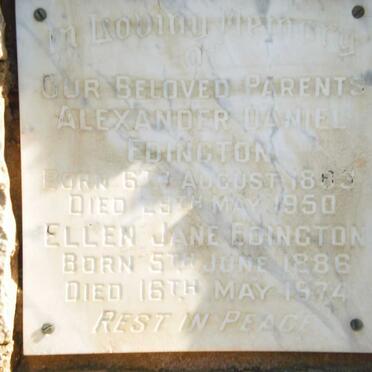 In Loving Memory
of
Our Beloved Parents
Alexander Daniel
Edington
Born 6th August
Died May 1950
Ellen Jane Edington
Born 5th June 1886
Died 16th May 1974
Rest in Peace